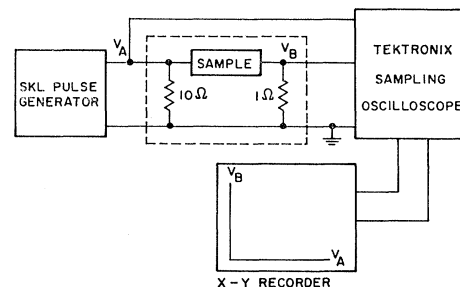 V_A
SKL PULSE
GENERATOR
10Ω
SAMPLE
V_B
1Ω
TEKTRONIX
SAMPLING
OSCILLOSCOPE
V_B
V_A
X-Y RECORDER